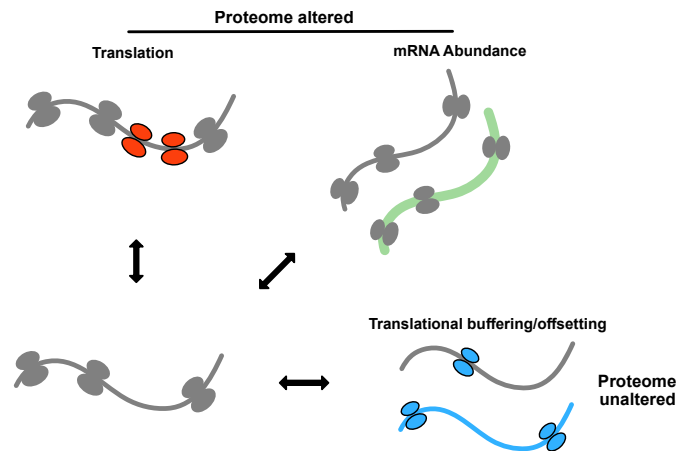 Proteome altered
Translation
mRNA Abundance
Translational buffering/offsetting
Proteome
unaltered